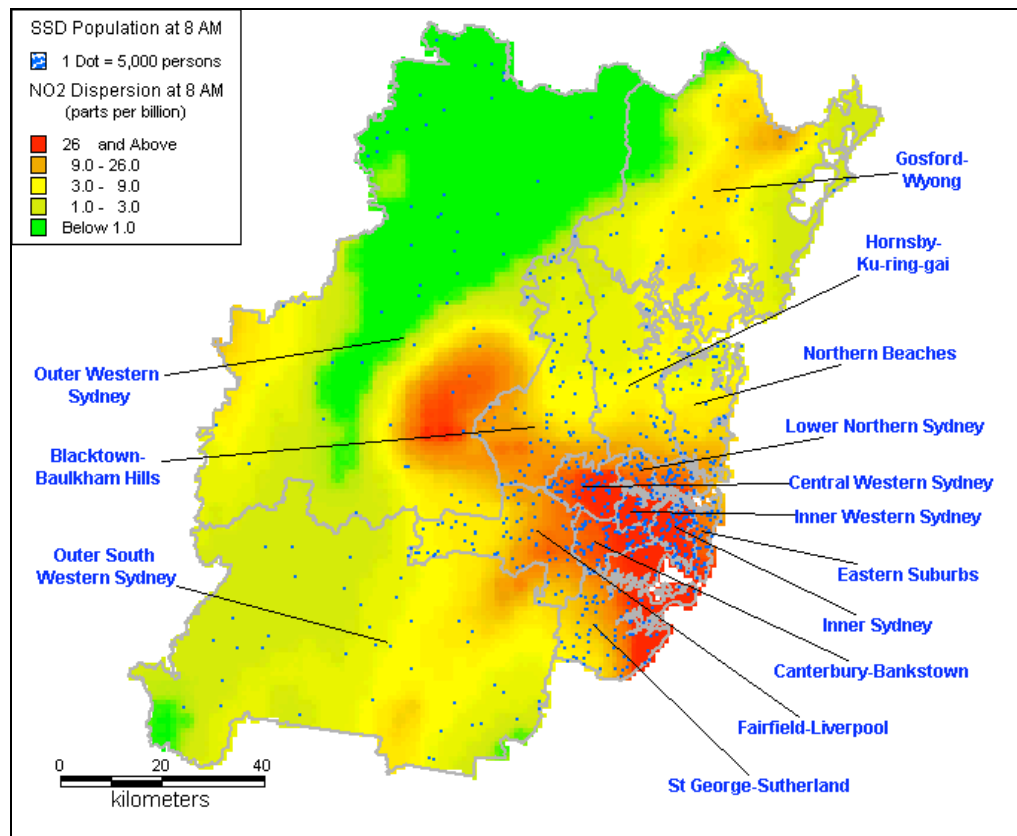 SSD Population at 8 AM
1 Dot = 5,000 persons
NO2 Dispersion at 8 AM
(parts per billion)
26 and Above
9.0 - 26.0
3.0 - 9.0
1.0 - 3.0
Below 1.0
Gosford-
Wyong
Hornsby-
Ku-ring-gai
Northern Beaches
Outer Western
Sydney
Lower Northern Sydney
Blacktown-
Baulkham Hills
Central Western Sydney
Inner Western Sydney
Outer South
Western Sydney
Eastern Suburbs
Inner Sydney
Canterbury-Bankstown
Fairfield-Liverpool
St George-Sutherland
0 20 40
kilometers